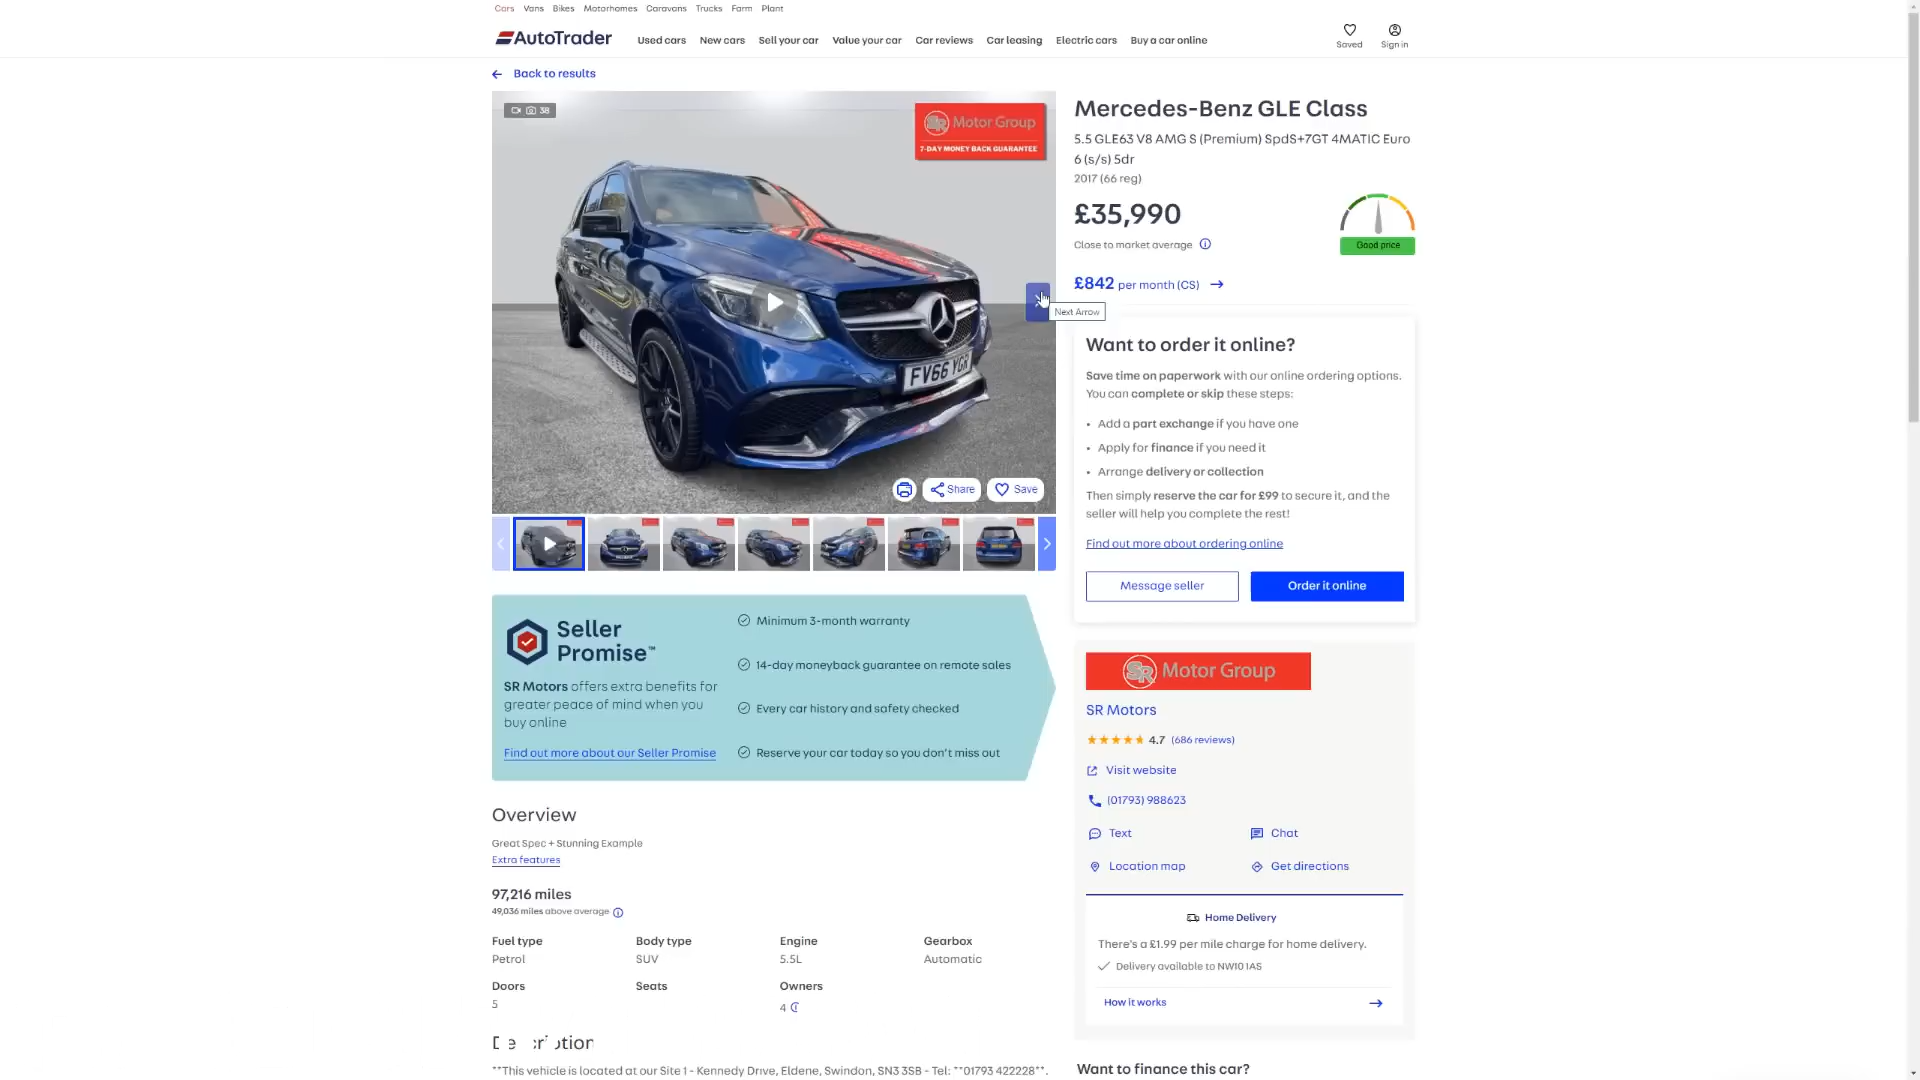 Cars Vans Bikes Motorhomes Caravans Trucks Farm Plant
AutoTrader
Used cars New cars Sell your car Value your car Car reviews Car leasing Electric cars Buy a car online
Saved Sign in
Back to results
38
SR Motor Group
7-DAY MONEY BACK GUARANTEE
FV66 YGR
Share Save
Next Arrow
Mercedes-Benz GLE Class
5.5 GLE63 V8 AMG S (Premium) SpdS+7GT 4MATIC Euro
6 (s/s) 5dr
2017 (66 reg)
£35,990
Close to market average
Good price
£842 per month (CS)
Want to order it online?
Save time on paperwork with our online ordering options.
You can complete or skip these steps:
• Add a part exchange if you have one
• Apply for finance if you need it
• Arrange delivery or collection
Then simply reserve the car for £99 to secure it, and the
seller will help you complete the rest!
Find out more about ordering online
Message seller Order it online
Seller
Promise™
SR Motors offers extra benefits for
greater peace of mind when you
buy online
Find out more about our Seller Promise
Minimum 3-month warranty
14-day moneyback guarantee on remote sales
Every car history and safety checked
Reserve your car today so you don't miss out
SR Motor Group
SR Motors
4.7 (686 reviews)
Visit website
(01793) 988623
Text Chat
Location map Get directions
Home Delivery
There's a £1.99 per mile charge for home delivery.
Delivery available to NW10 1AS
How it works
Want to finance this car?
Overview
Great Spec + Stunning Example
Extra features
97,216 miles
49,036 miles above average
Fuel type Body type Engine Gearbox
Petrol SUV 5.5L Automatic
Doors Seats Owners
5 4
**This vehicle is located at our Site 1 - Kennedy Drive, Eldene, Swindon, SN3 3SB - Tel: **01793 422228**.